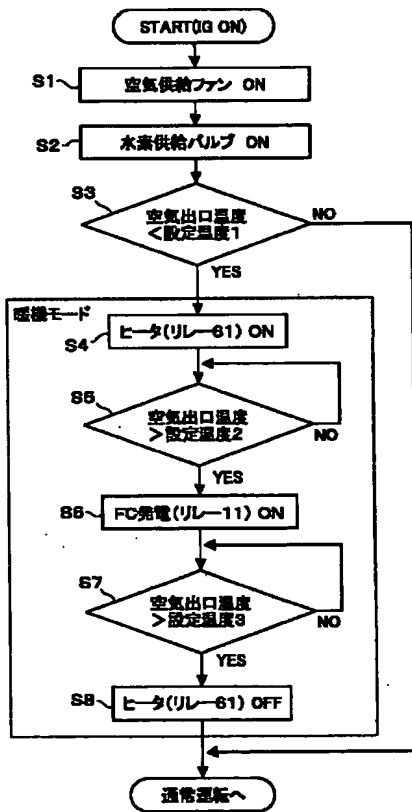 START(IG ON)
S1
空気供給ファン ON
S2
水素供給バルブ ON
S3
空気出口温度
<設定温度1
NO
YES
暖機モード
S4
ヒータ(リレー61) ON
S5
空気出口温度
>設定温度2
NO
YES
S6
FC発電(リレー11) ON
S7
空気出口温度
>設定温度3
NO
YES
S8
ヒータ(リレー61) OFF
通常運転へ